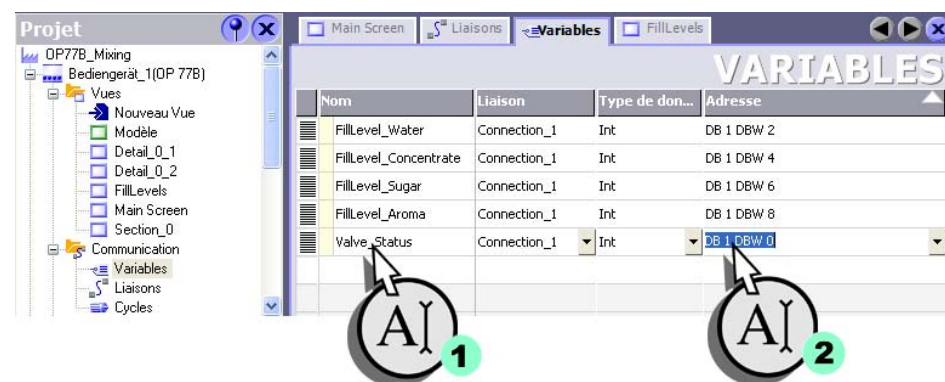 Projet
OP77B_Mixing
Bediengerät_1(OP 77B)
Vues
Nouveau Vue
Modèle
Detail_0_1
Detail_0_2
FillLevels
Main Screen
Section_0
Communication
Variables
Liaisons
Cycles
Main Screen Liaisons Variables FillLevels
VARIABLES
Nom Liaison Type de don... Adresse
FillLevel_Water Connection_1 Int DB 1 DBW 2
FillLevel_Concentrate Connection_1 Int DB 1 DBW 4
FillLevel_Sugar Connection_1 Int DB 1 DBW 6
FillLevel_Aroma Connection_1 Int DB 1 DBW 8
Valve_Status Connection_1 Int DB 1 DBW 0
A 1
A 2